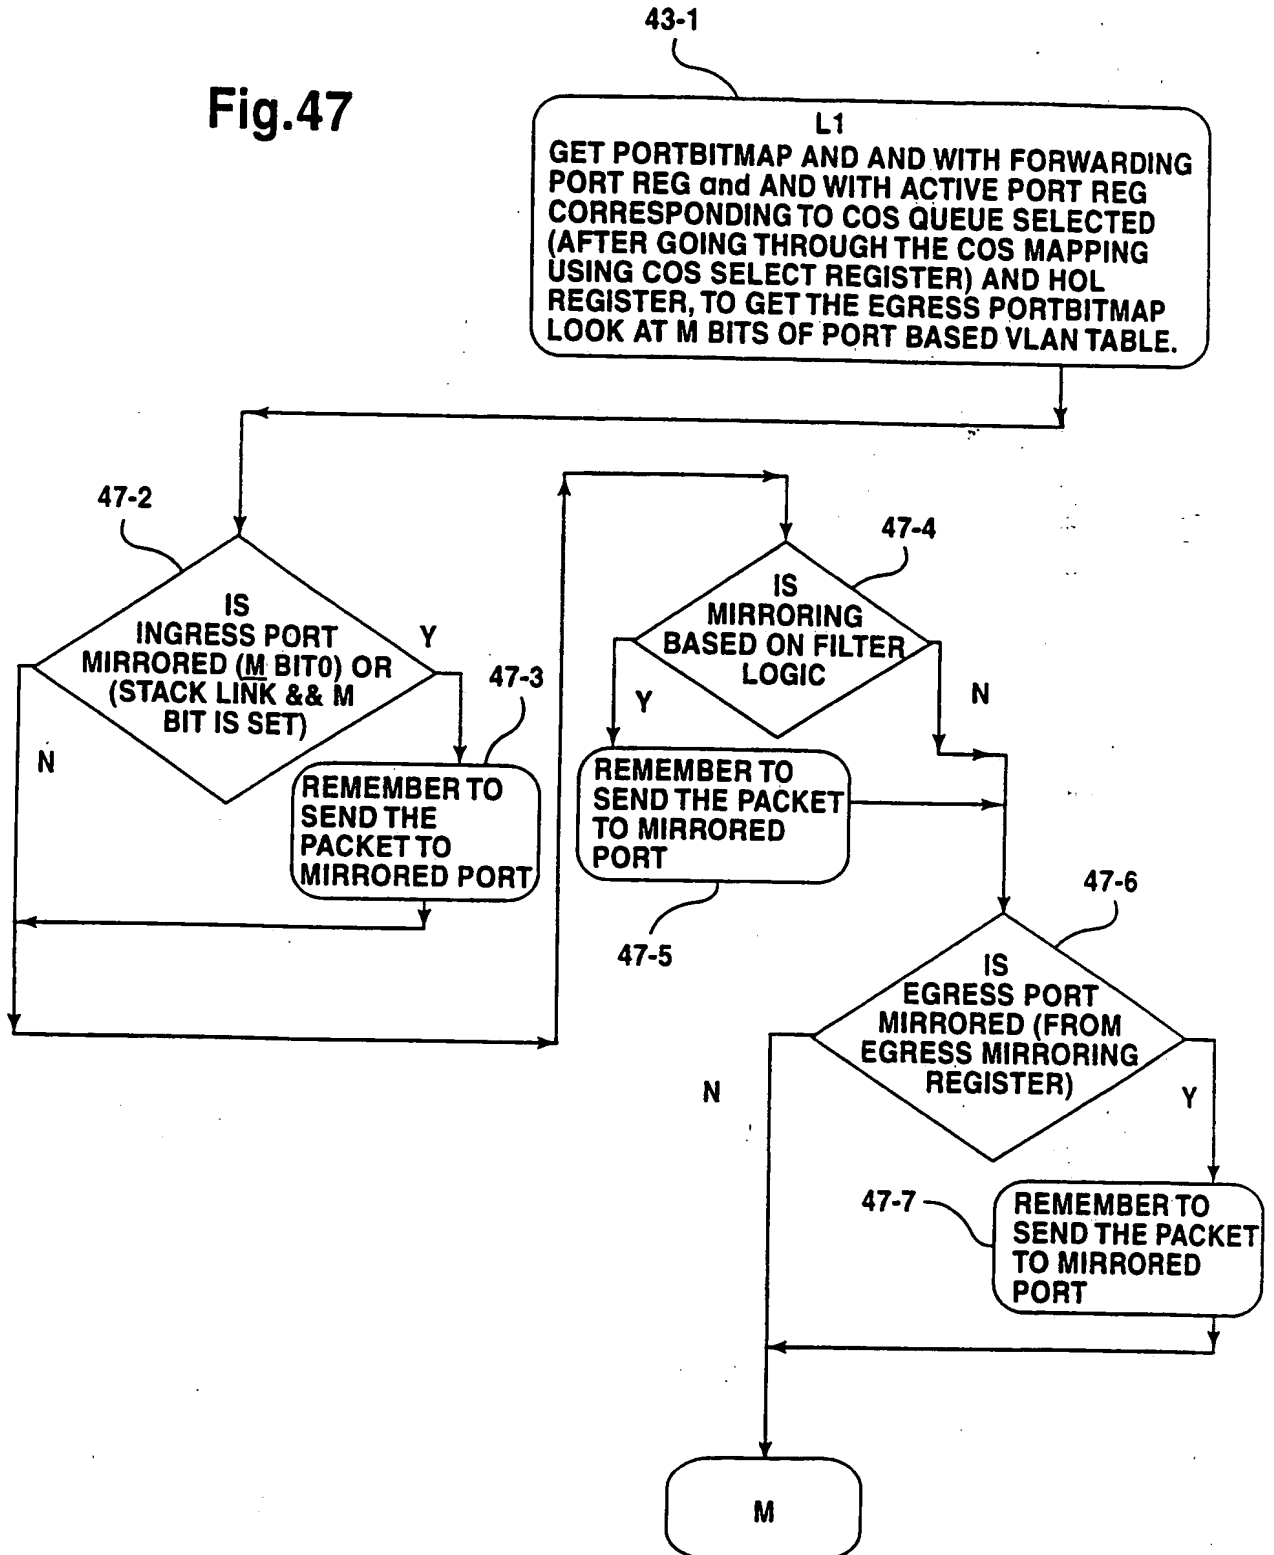 43-1
Fig.47
L1
GET PORTBITMAP AND AND WITH FORWARDING
PORT REG and AND WITH ACTIVE PORT REG
CORRESPONDING TO COS QUEUE SELECTED
(AFTER GOING THROUGH THE COS MAPPING
USING COS SELECT REGISTER) AND HOL
REGISTER, TO GET THE EGRESS PORTBITMAP
LOOK AT M BITS OF PORT BASED VLAN TABLE.
47-2
IS
INGRESS PORT
MIRRORED (M BIT0) OR
(STACK LINK && M
BIT IS SET)
Y
N
47-3
REMEMBER TO
SEND THE
PACKET TO
MIRRORED PORT
47-4
IS
MIRRORING
BASED ON FILTER
LOGIC
Y
N
REMEMBER TO
SEND THE PACKET
TO MIRRORED
PORT
47-5
47-6
IS
EGRESS PORT
MIRRORED (FROM
EGRESS MIRRORING
REGISTER)
N
Y
47-7
REMEMBER TO
SEND THE PACKET
TO MIRRORED
PORT
M